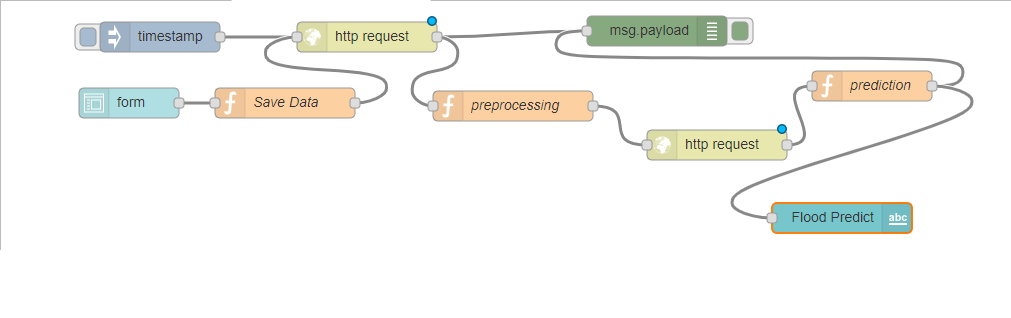 timestamp
http request
msg.payload
form
Save Data
preprocessing
prediction
http request
Flood Predict
abc